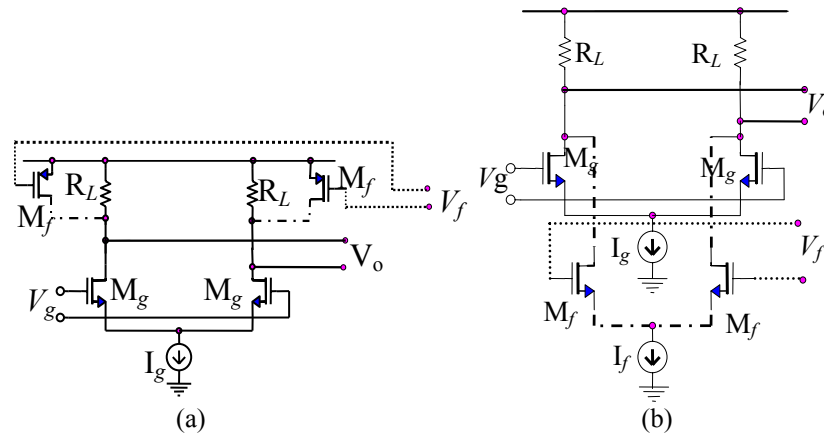 R_L
R_L
V_o
M_g
M_g
Vg
I_g
V_f
M_f
M_f
I_f
(b)
M_f
R_L
R_L
M_f
V_f
V_o
V_g
M_g
M_g
I_g
(a)